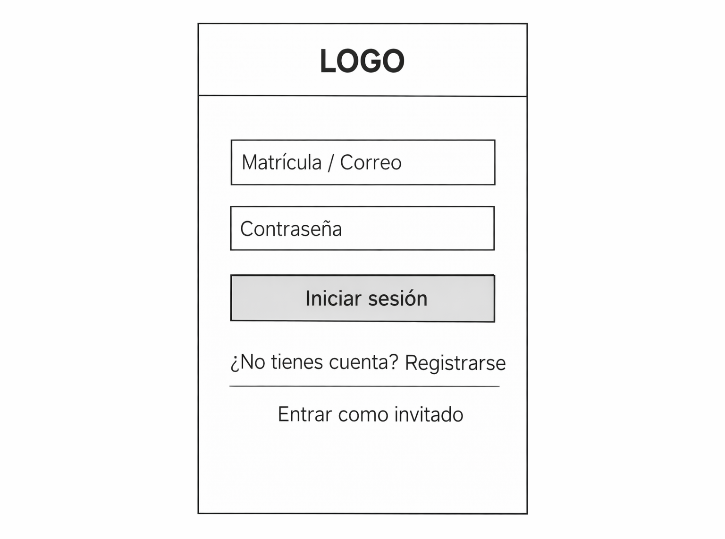 LOGO
Matrícula / Correo
Contraseña
Iniciar sesión
¿No tienes cuenta? Registrarse
Entrar como invitado